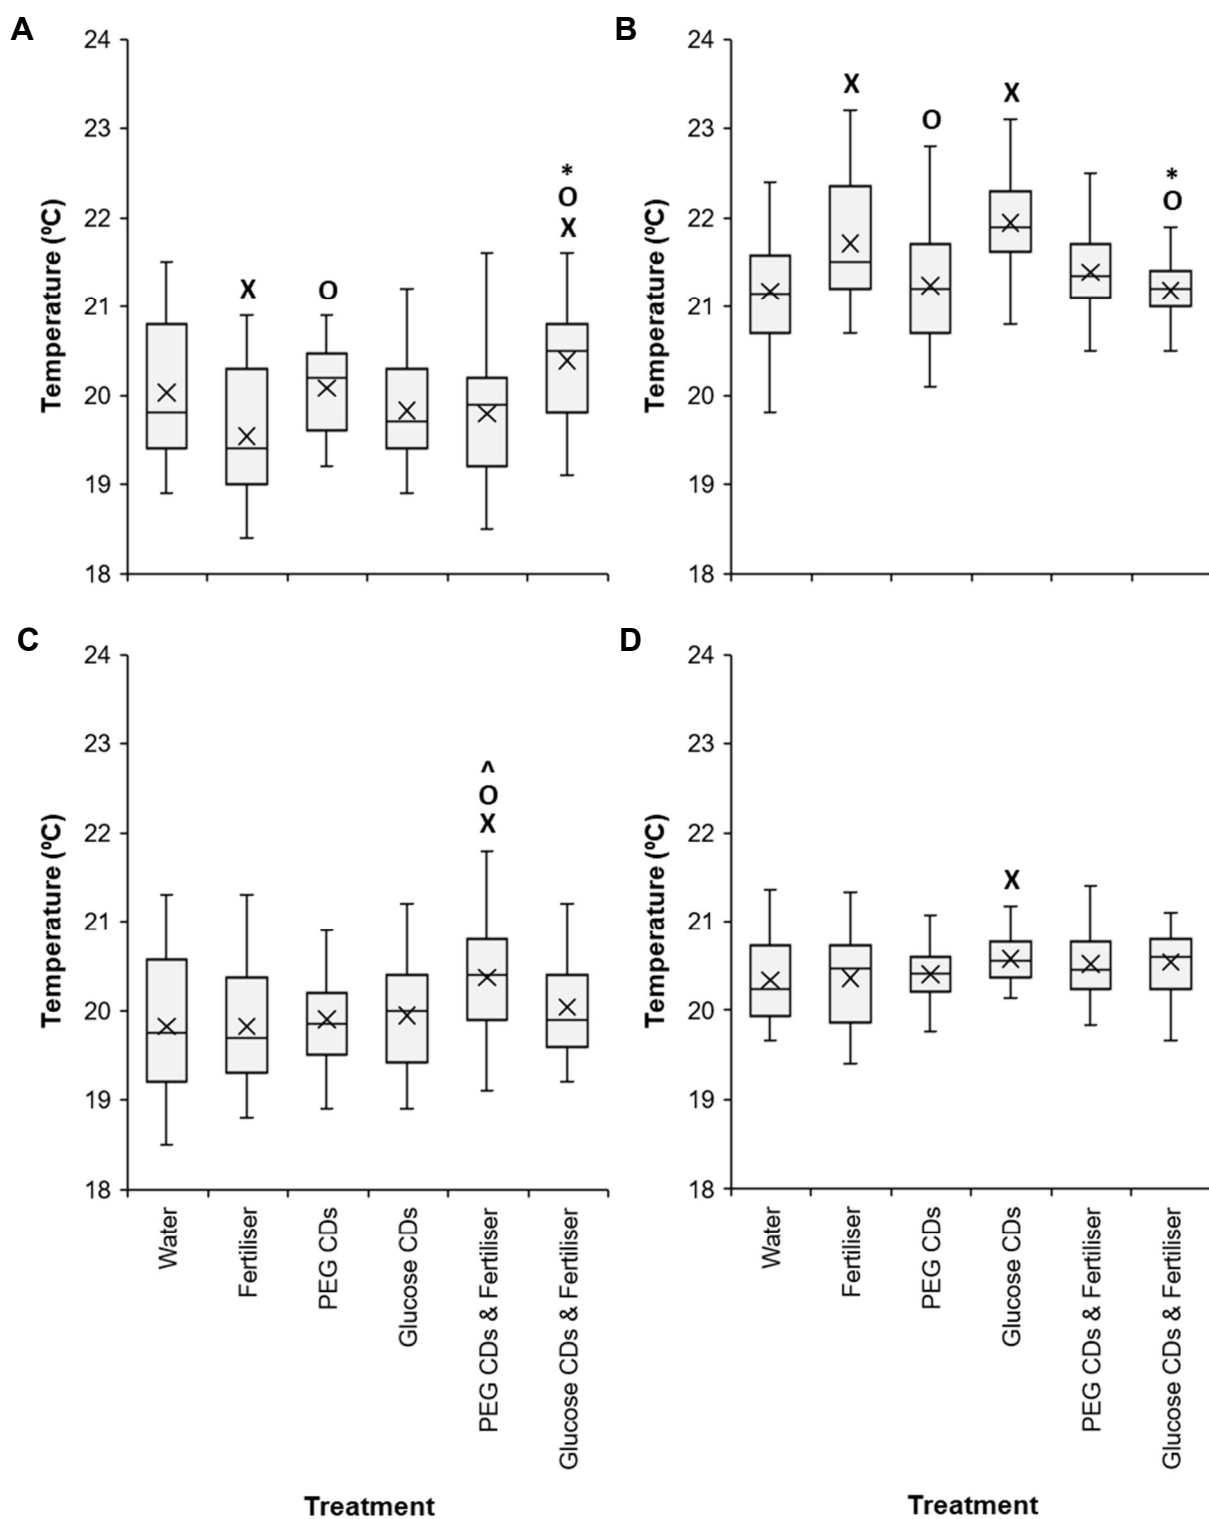 A
Temperature (ºC)
24
23
22
21
20
19
18
X
O
*
O
X
B
Temperature (ºC)
24
23
22
21
20
19
18
X
O
X
*
O
C
Temperature (ºC)
24
23
22
21
20
19
18
^
O
X
Water
Fertiliser
PEG CDs
Glucose CDs
PEG CDs & Fertiliser
Glucose CDs & Fertiliser
Treatment
D
Temperature (ºC)
24
23
22
21
20
19
18
X
Water
Fertiliser
PEG CDs
Glucose CDs
PEG CDs & Fertiliser
Glucose CDs & Fertiliser
Treatment